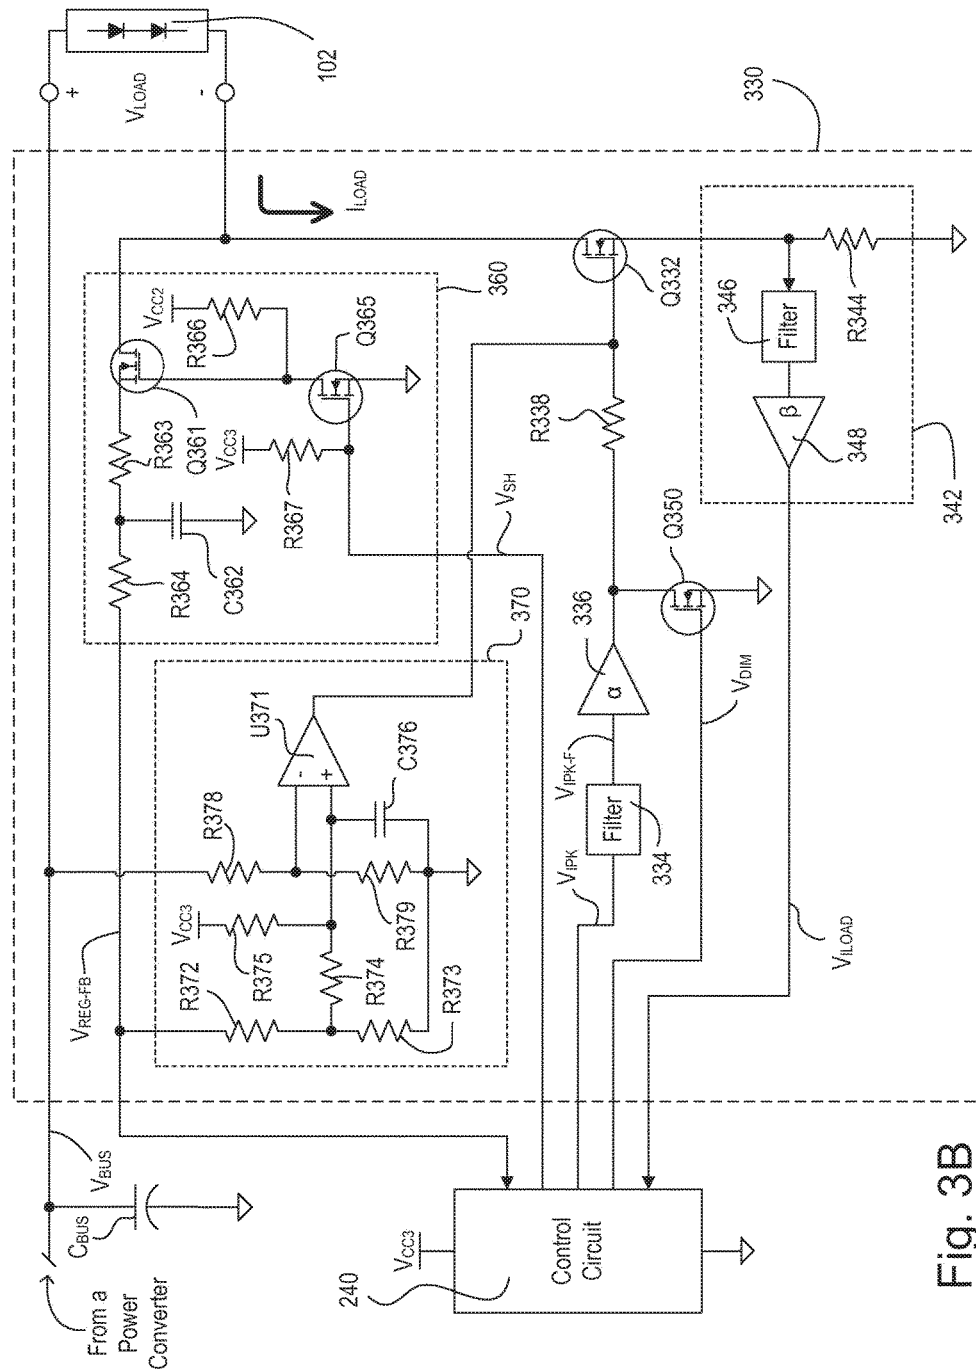 From a
Power
Converter
CBUS
VBUS
VREG-FB
+
VLOAD
-
102
330
ILOAD
240
VCC3
Control
Circuit
R372
R373
R374
VCC3
R375
R378
R379
C376
-
+
U371
370
R364
C362
R363
Q361
VCC3
R367
VCC2
R366
Q365
360
VSH
VIPK
Filter
334
VIPK-F
α
336
R338
Q332
Q350
VDIM
VILOAD
346
Filter
β
348
R344
342
Fig. 3B